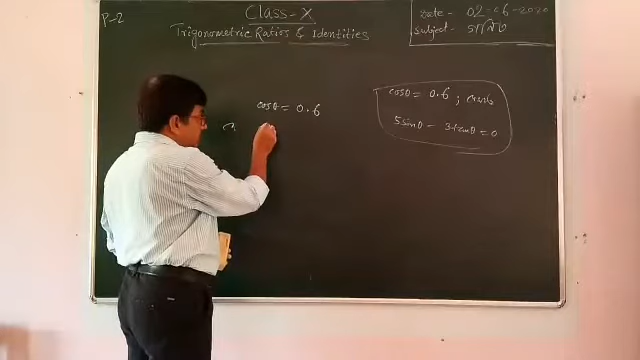 P-2
Class-X
Trigonometric Ratios & Identities
Date- 02-06-2020
Subject- গণিত
cosθ = 0.6
cosθ = 0.6 ;
5sinθ - 3tanθ = 0